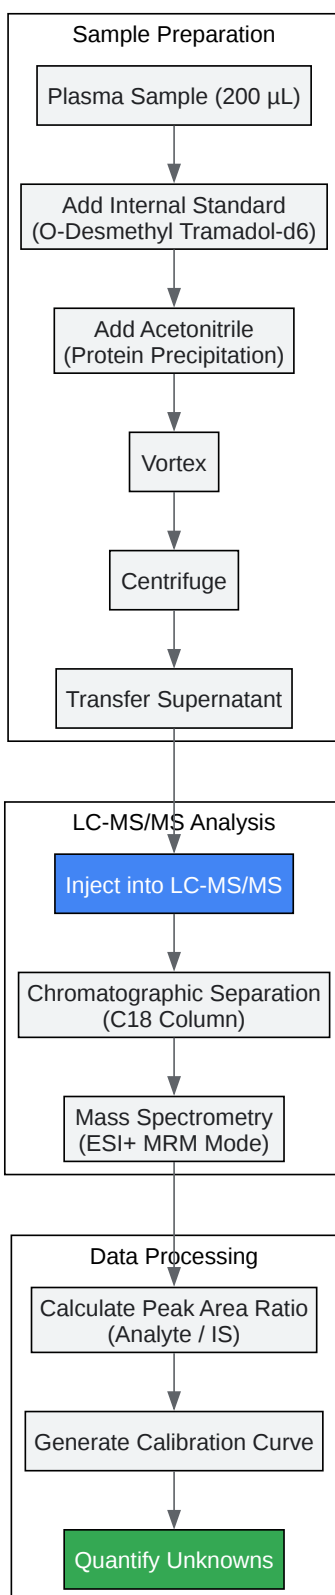 Sample Preparation
Plasma Sample (200 µL)
Add Internal Standard
(O-Desmethyl Tramadol-d6)
Add Acetonitrile
(Protein Precipitation)
Vortex
Centrifuge
Transfer Supernatant
LC-MS/MS Analysis
Inject into LC-MS/MS
Chromatographic Separation
(C18 Column)
Mass Spectrometry
(ESI+ MRM Mode)
Data Processing
Calculate Peak Area Ratio
(Analyte / IS)
Generate Calibration Curve
Quantify Unknowns